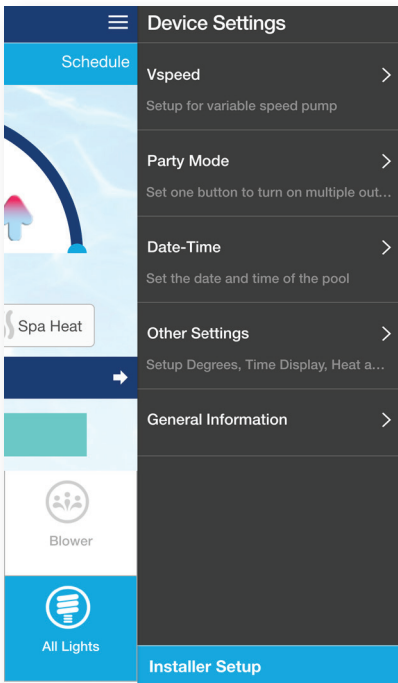 Device Settings
Schedule
Vspeed
Setup for variable speed pump
Party Mode
Set one button to turn on multiple out...
Date-Time
Set the date and time of the pool
Spa Heat
Other Settings
Setup Degrees, Time Display, Heat a...
General Information
Blower
All Lights
Installer Setup